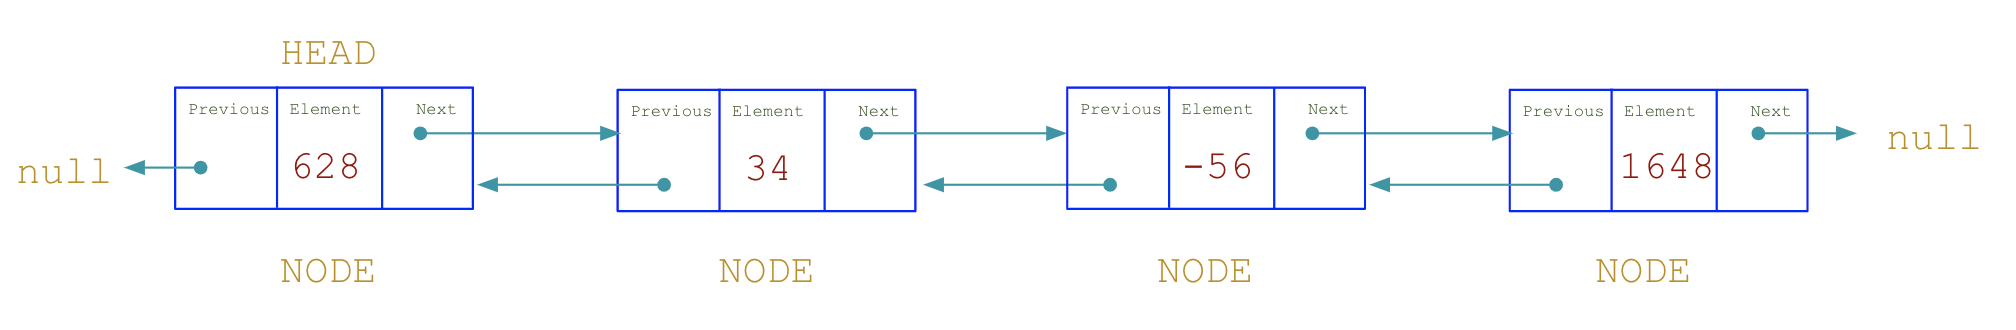 HEAD
Previous Element Next
Previous Element Next
Previous Element Next
Previous Element Next
null
628
34
-56
1648
null
NODE
NODE
NODE
NODE